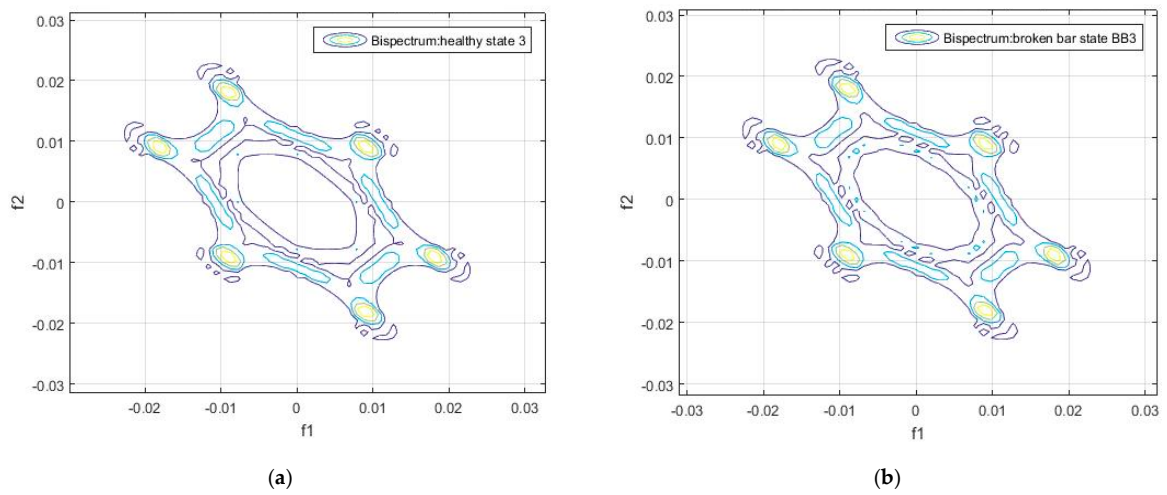 (a)
Bispectrum:healthy state 3
0.03
0.02
0.01
0
-0.01
-0.02
-0.03
f2
-0.02 -0.01 0 0.01 0.02 0.03
f1
(a)
(b)
Bispectrum:broken bar state BB3
0.03
0.02
0.01
0
-0.01
-0.02
-0.03
f2
-0.03 -0.02 -0.01 0 0.01 0.02 0.03
f1
(b)